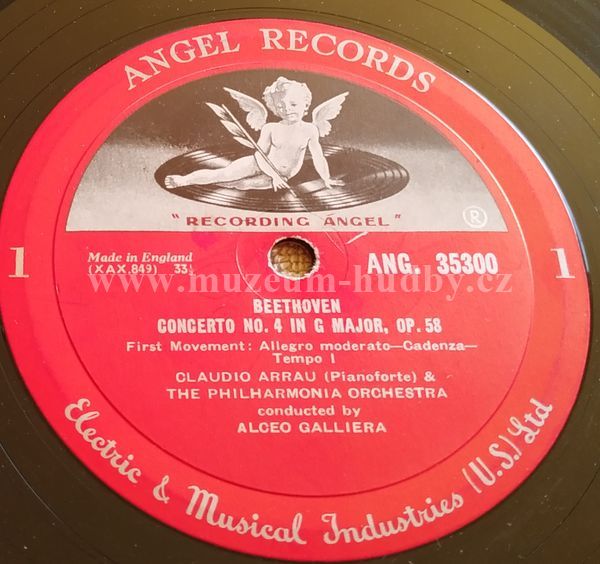 ANGEL RECORDS
"RECORDING ANGEL"
®
1
1
Made in England
(XAX.849) 33⅓
ANG. 35300
www.muzeum-hudby.cz
BEETHOVEN
CONCERTO NO. 4 IN G MAJOR, OP. 58
First Movement: Allegro moderato—Cadenza—
Tempo I
CLAUDIO ARRAU (Pianoforte) &
THE PHILHARMONIA ORCHESTRA
conducted by
ALCEO GALLIERA
Electric & Musical Industries (U.S.) Ltd